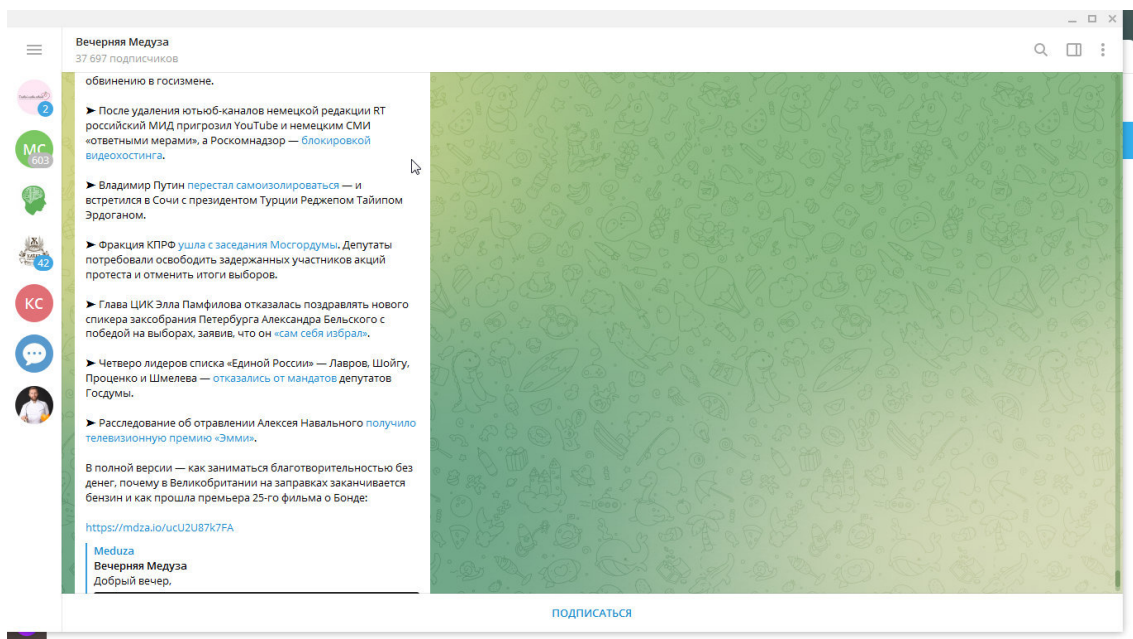 Вечерняя Медуза
37 697 подписчиков
обвинению в госизмене.
➤ После удаления ютьюб-каналов немецкой редакции RT
российский МИД пригрозил YouTube и немецким СМИ
«ответными мерами», а Роскомнадзор — блокировкой
видеохостинга.
➤ Владимир Путин перестал самоизолироваться — и
встретился в Сочи с президентом Турции Реджепом Тайипом
Эрдоганом.
➤ Фракция КПРФ ушла с заседания Мосгордумы. Депутаты
потребовали освободить задержанных участников акций
протеста и отменить итоги выборов.
➤ Глава ЦИК Элла Памфилова отказалась поздравлять нового
спикера заксобрания Петербурга Александра Бельского с
победой на выборах, заявив, что он «сам себя избрал».
➤ Четверо лидеров списка «Единой России» — Лавров, Шойгу,
Проценко и Шмелева — отказались от мандатов депутатов
Госдумы.
➤ Расследование об отравлении Алексея Навального получило
телевизионную премию «Эмми».
В полной версии — как заниматься благотворительностью без
денег, почему в Великобритании на заправках заканчивается
бензин и как прошла премьера 25-го фильма о Бонде:
https://mdza.io/ucU2U87k7FA
Meduza
Вечерняя Медуза
Добрый вечер,
ПОДПИСАТЬСЯ
2
МС
603
42
КС